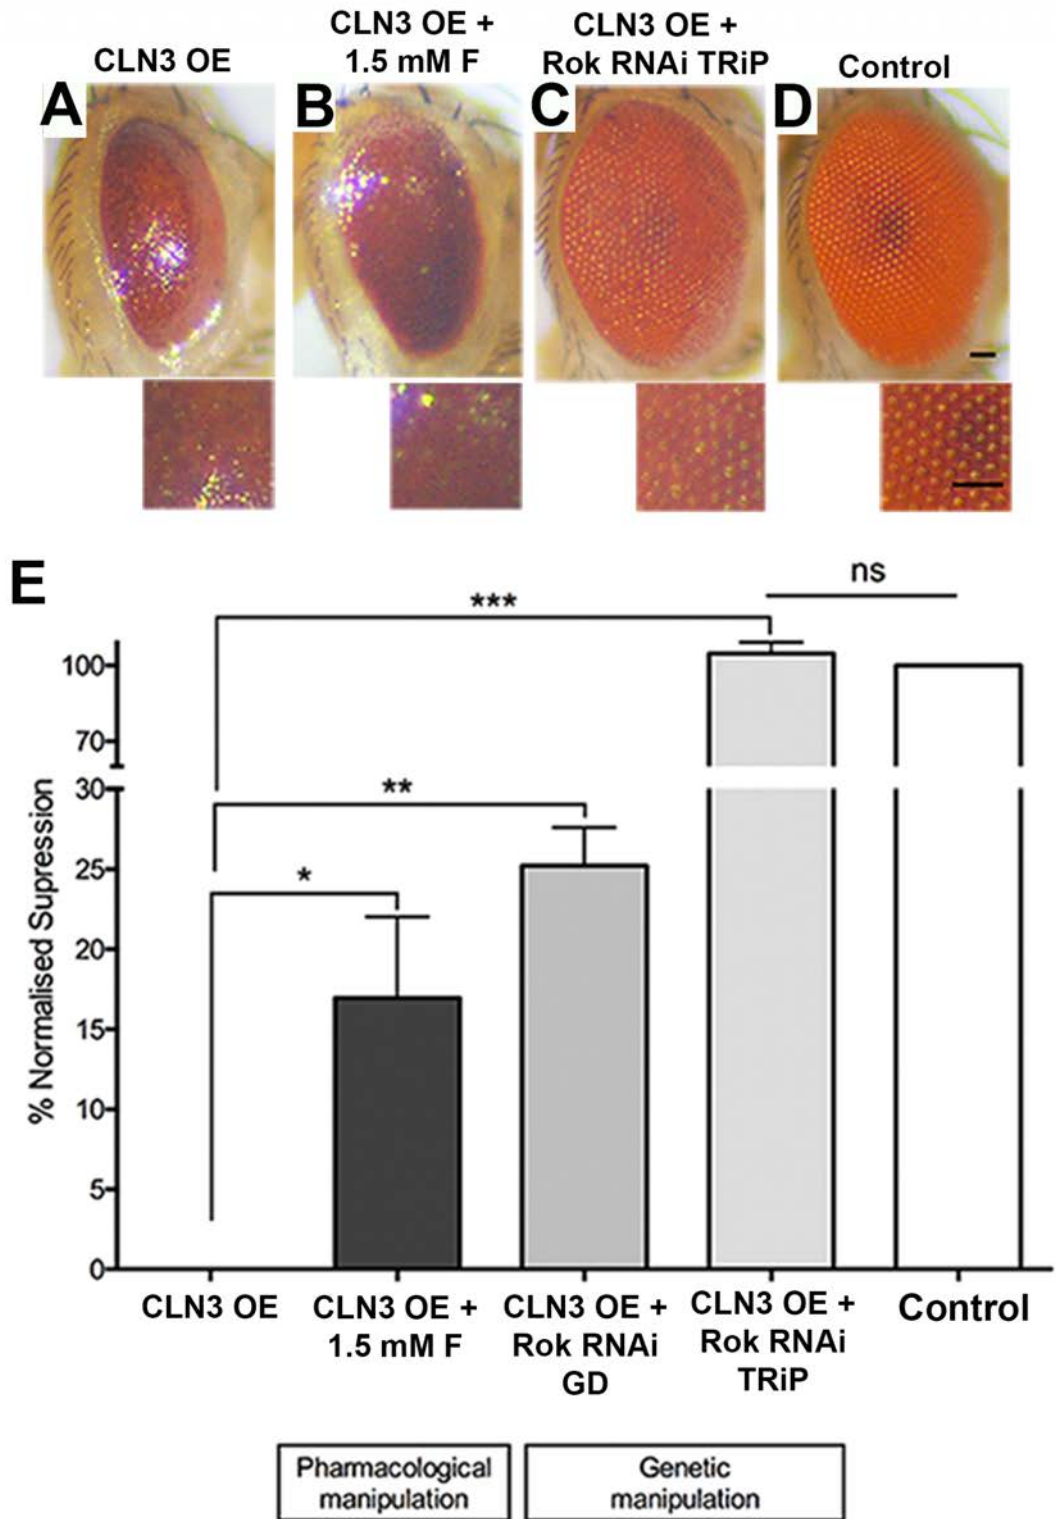 CLN3 OE
CLN3 OE +
1.5 mM F
CLN3 OE +
Rok RNAi TRiP
Control
A
B
C
D
E
ns
***
**
*
100
70
30
25
20
15
10
5
0
% Normalised Supression
CLN3 OE
CLN3 OE +
1.5 mM F
CLN3 OE +
Rok RNAi
GD
CLN3 OE +
Rok RNAi
TRiP
Control
Pharmacological
manipulation
Genetic
manipulation